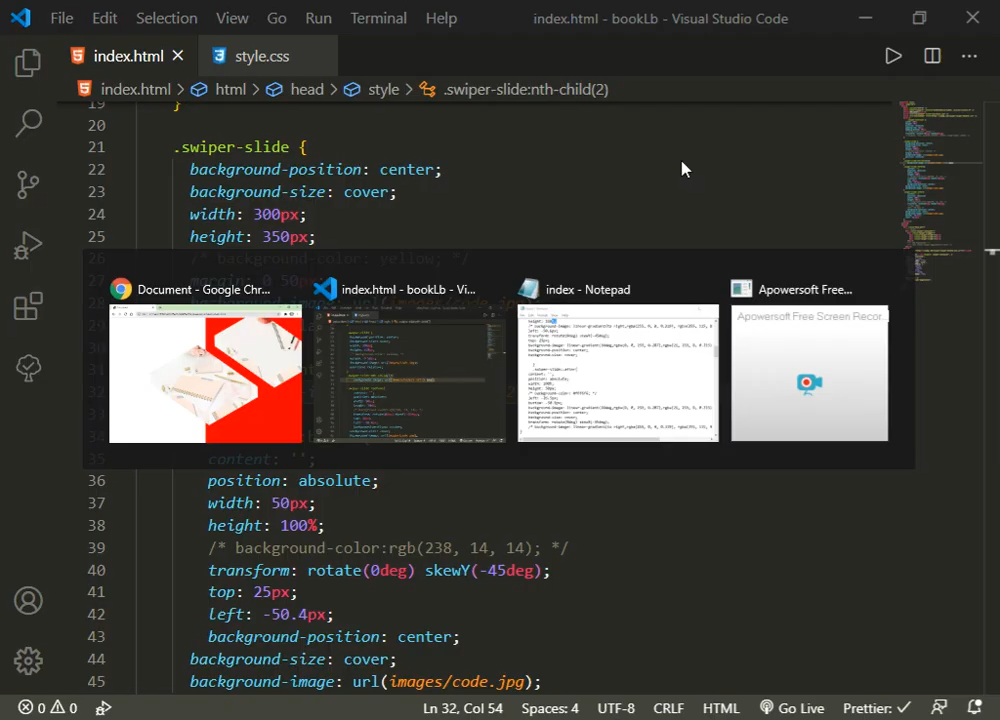 File Edit Selection View Go Run Terminal Help index.html - bookLb - Visual Studio Code
index.html style.css
index.html > html > head > style > .swiper-slide:nth-child(2)
19 }
20
21 .swiper-slide {
22 background-position: center;
23 background-size: cover;
24 width: 300px;
25 height: 350px;
26 /* background-color: yellow; */
Document - Google Chr... index.html - bookLb - Vi... index - Notepad Apowersoft Free...
Apowersoft Free Screen Recor...
35 content: '';
36 position: absolute;
37 width: 50px;
38 height: 100%;
39 /* background-color:rgb(238, 14, 14); */
40 transform: rotate(0deg) skewY(-45deg);
41 top: 25px;
42 left: -50.4px;
43 background-position: center;
44 background-size: cover;
45 background-image: url(images/code.jpg);
0 0 Ln 32, Col 54 Spaces: 4 UTF-8 CRLF HTML Go Live Prettier: ✓